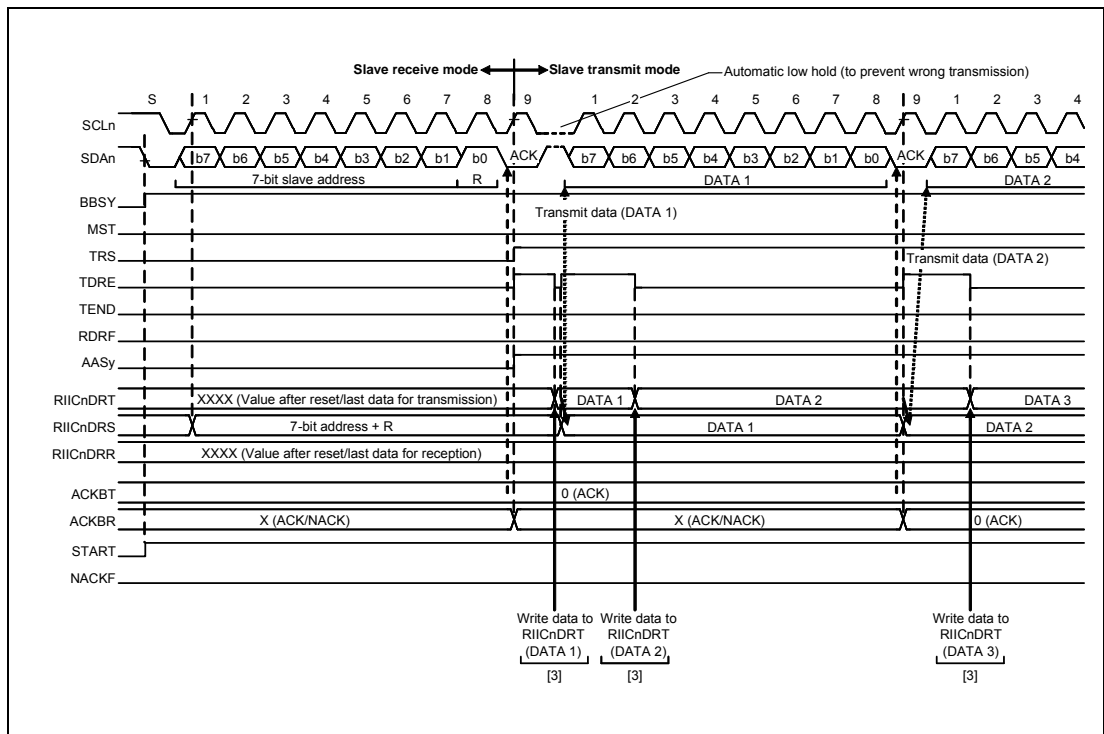 Slave receive mode Slave transmit mode
Automatic low hold (to prevent wrong transmission)
S 1 2 3 4 5 6 7 8 9 1 2 3 4 5 6 7 8 9 1 2 3 4
SCLn
SDAn b7 b6 b5 b4 b3 b2 b1 b0 ACK b7 b6 b5 b4 b3 b2 b1 b0 ACK b7 b6 b5 b4
7-bit slave address R DATA 1 DATA 2
BBSY
Transmit data (DATA 1)
MST
TRS
Transmit data (DATA 2)
TDRE
TEND
RDRF
AASy
RIICnDRT XXXX (Value after reset/last data for transmission) DATA 1 DATA 2 DATA 3
RIICnDRS 7-bit address + R DATA 1 DATA 2
RIICnDRR XXXX (Value after reset/last data for reception)
ACKBT 0 (ACK)
ACKBR X (ACK/NACK) X (ACK/NACK) 0 (ACK)
START
NACKF
Write data to Write data to Write data to
RIICnDRT RIICnDRT RIICnDRT
(DATA 1) (DATA 2) (DATA 3)
[3] [3] [3]